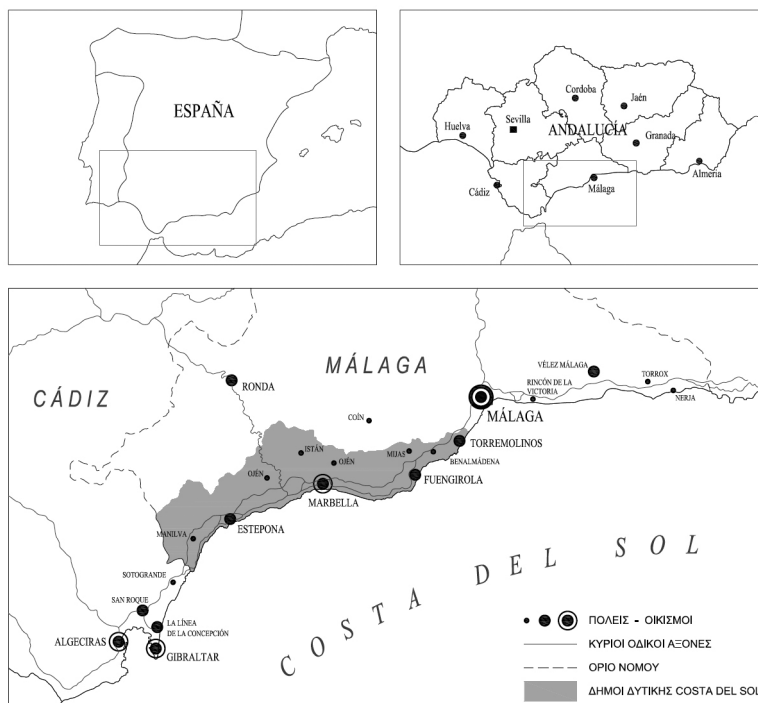 ESPAÑA
Cordoba
Jaén
Sevilla
ANDALUCÍA
Huelva
Granada
Almeria
Cádiz
Málaga
MÁLAGA
CÁDIZ
RONDA
COÍN
VÉLEZ MÁLAGA
TORROX
RINCÓN DE LA
VICTORIA
NERJA
MÁLAGA
TORREMOLINOS
ISTÁN
OJÉN
MIJAS
BENALMÁDENA
OJÉN
FUENGIROLA
MARBELLA
ESTEPONA
MANILVA
SOTOGRANDE
SAN ROQUE
LA LÍNEA
DE LA CONCEPCIÓN
ALGECIRAS
GIBRALTAR
COSTA DEL SOL
ΠΟΛΕΙΣ - ΟΙΚΙΣΜΟΙ
ΚΥΡΙΟΙ ΟΔΙΚΟΙ ΑΞΟΝΕΣ
ΟΡΙΟ ΝΟΜΟΥ
ΔΗΜΟΙ ΔΥΤΙΚΗΣ COSTA DEL SOL